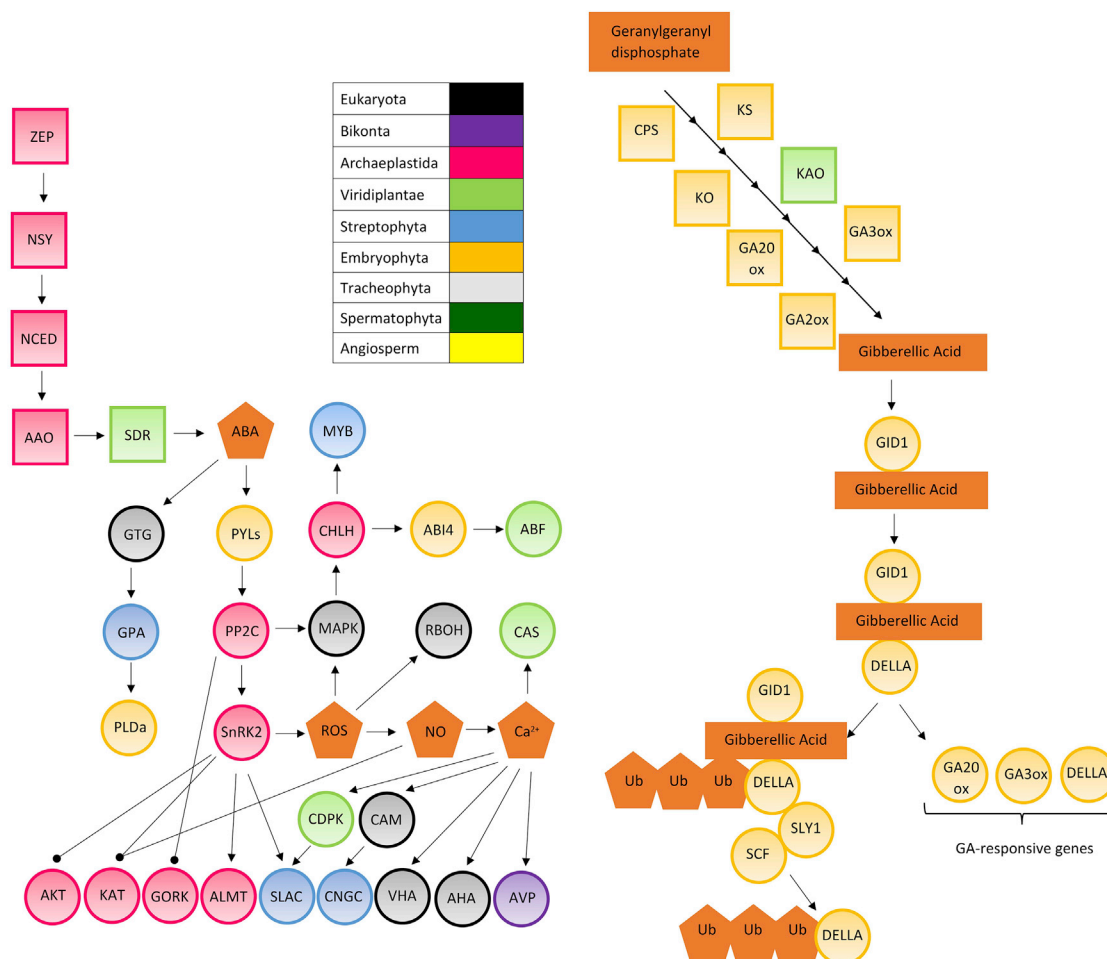 Geranylgeranyl
disphosphate
Eukaryota
Bikonta
Archaeplastida
Viridiplantae
Streptophyta
Embryophyta
Tracheophyta
Spermatophyta
Angiosperm
ZEP
NSY
NCED
AAO
SDR
ABA
MYB
GTG
PYLs
CHLH
ABI4
ABF
GPA
PP2C
MAPK
RBOH
CAS
PLDa
SnRK2
ROS
NO
Ca²⁺
CDPK
CAM
AKT
KAT
GORK
ALMT
SLAC
CNGC
VHA
AHA
AVP
KS
CPS
KAO
KO
GA3ox
GA20
ox
GA2ox
Gibberellic Acid
GID1
Gibberellic Acid
GID1
Gibberellic Acid
DELLA
GID1
Gibberellic Acid
Ub
Ub
Ub
DELLA
SLY1
SCF
Ub
Ub
Ub
DELLA
GA20
ox
GA3ox
DELLA
GA-responsive genes